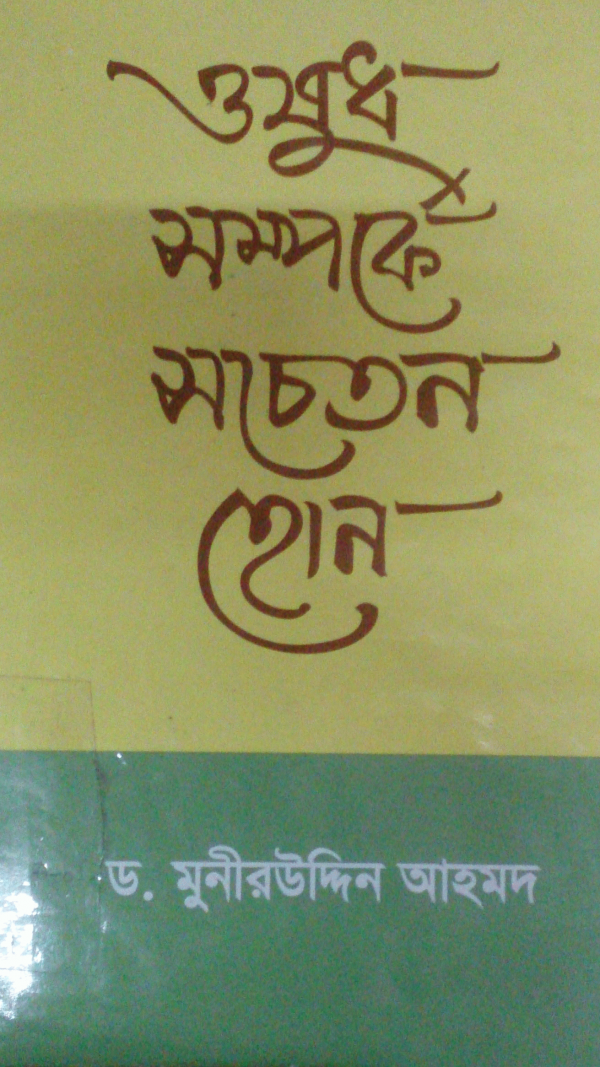 ওষুধ
সম্পর্কে
সচেতন
হোন
ড. মুনীরউদ্দিন আহমদ